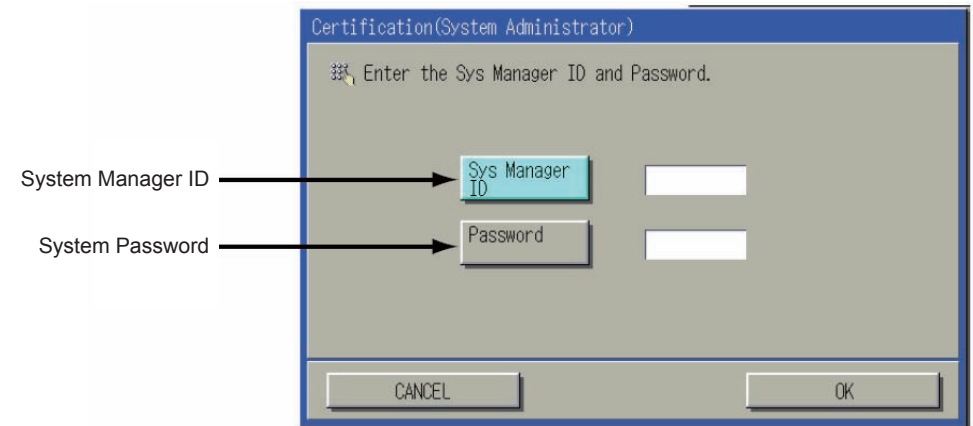 Certification(System Administrator)
Enter the Sys Manager ID and Password.
System Manager ID
Sys Manager
ID
System Password
Password
CANCEL
OK